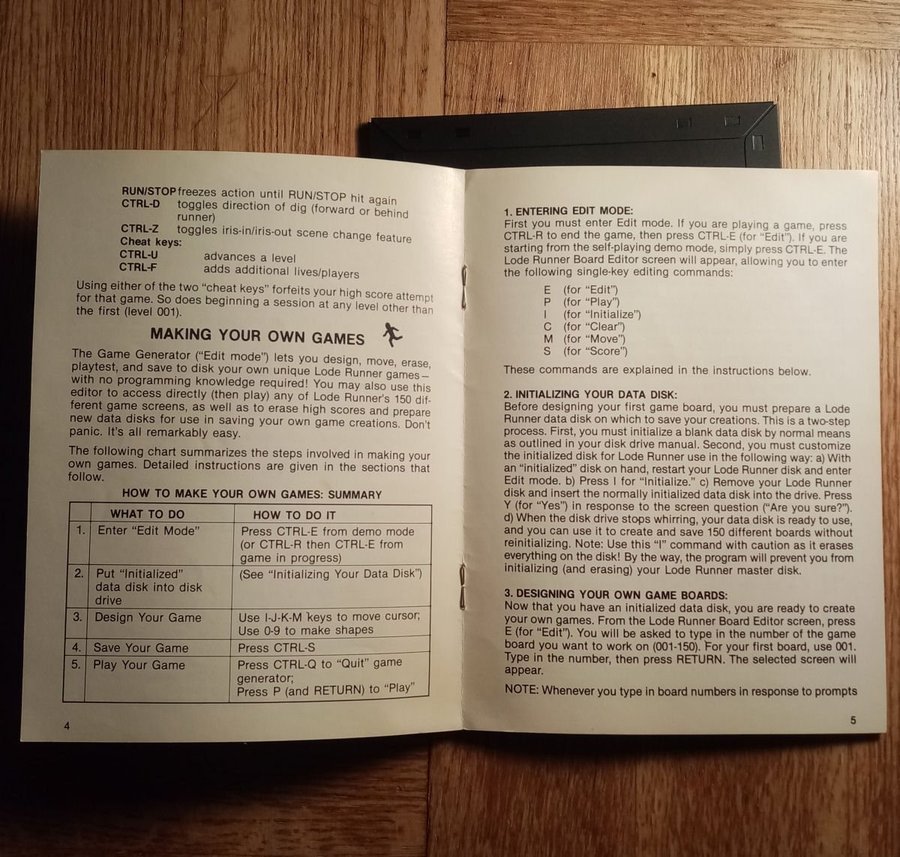 RUN/STOP freezes action until RUN/STOP hit again
CTRL-D toggles direction of dig (forward or behind
runner)
CTRL-Z toggles iris-in/iris-out scene change feature
Cheat keys:
CTRL-U advances a level
CTRL-F adds additional lives/players
Using either of the two "cheat keys" forfeits your high score attempt
for that game. So does beginning a session at any level other than
the first (level 001).
MAKING YOUR OWN GAMES
The Game Generator ("Edit mode") lets you design, move, erase,
playtest, and save to disk your own unique Lode Runner games—
with no programming knowledge required! You may also use this
editor to access directly (then play) any of Lode Runner's 150 dif-
ferent game screens, as well as to erase high scores and prepare
new data disks for use in saving your own game creations. Don't
panic. It's all remarkably easy.
The following chart summarizes the steps involved in making your
own games. Detailed instructions are given in the sections that
follow.
HOW TO MAKE YOUR OWN GAMES: SUMMARY
WHAT TO DO HOW TO DO IT
1. Enter "Edit Mode" Press CTRL-E from demo mode
(or CTRL-R then CTRL-E from
game in progress)
2. Put "Initialized" (See "Initializing Your Data Disk")
data disk into disk
drive
3. Design Your Game Use I-J-K-M keys to move cursor;
Use 0-9 to make shapes
4. Save Your Game Press CTRL-S
5. Play Your Game Press CTRL-Q to "Quit" game
generator;
Press P (and RETURN) to "Play"
4
1. ENTERING EDIT MODE:
First you must enter Edit mode. If you are playing a game, press
CTRL-R to end the game, then press CTRL-E (for "Edit"). If you are
starting from the self-playing demo mode, simply press CTRL-E. The
Lode Runner Board Editor screen will appear, allowing you to enter
the following single-key editing commands:
E (for "Edit")
P (for "Play")
I (for "Initialize")
C (for "Clear")
M (for "Move")
S (for "Score")
These commands are explained in the instructions below.
2. INITIALIZING YOUR DATA DISK:
Before designing your first game board, you must prepare a Lode
Runner data disk on which to save your creations. This is a two-step
process. First, you must initialize a blank data disk by normal means
as outlined in your disk drive manual. Second, you must customize
the initialized disk for Lode Runner use in the following way: a) With
an "initialized" disk on hand, restart your Lode Runner disk and enter
Edit mode. b) Press I for "Initialize." c) Remove your Lode Runner
disk and insert the normally initialized data disk into the drive. Press
Y (for "Yes") in response to the screen question ("Are you sure?").
d) When the disk drive stops whirring, your data disk is ready to use,
and you can use it to create and save 150 different boards without
reinitializing. Note: Use this "I" command with caution as it erases
everything on the disk! By the way, the program will prevent you from
initializing (and erasing) your Lode Runner master disk.
3. DESIGNING YOUR OWN GAME BOARDS:
Now that you have an initialized data disk, you are ready to create
your own games. From the Lode Runner Board Editor screen, press
E (for "Edit"). You will be asked to type in the number of the game
board you want to work on (001-150). For your first board, use 001.
Type in the number, then press RETURN. The selected screen will
appear.
NOTE: Whenever you type in board numbers in response to prompts
5